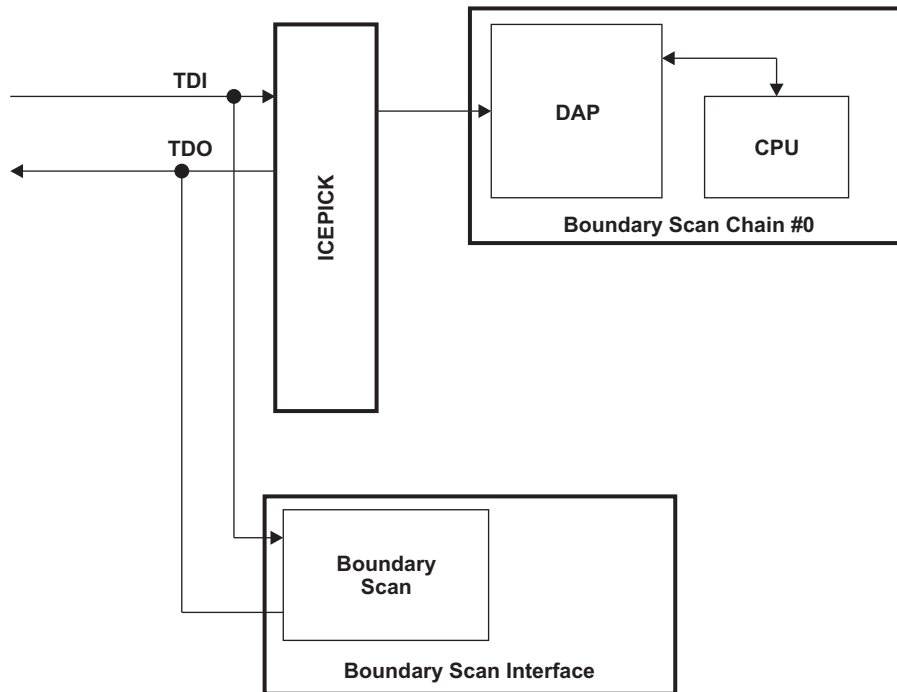 TDI
TDO
ICEPICK
DAP
CPU
Boundary Scan Chain #0
Boundary
Scan
Boundary Scan Interface